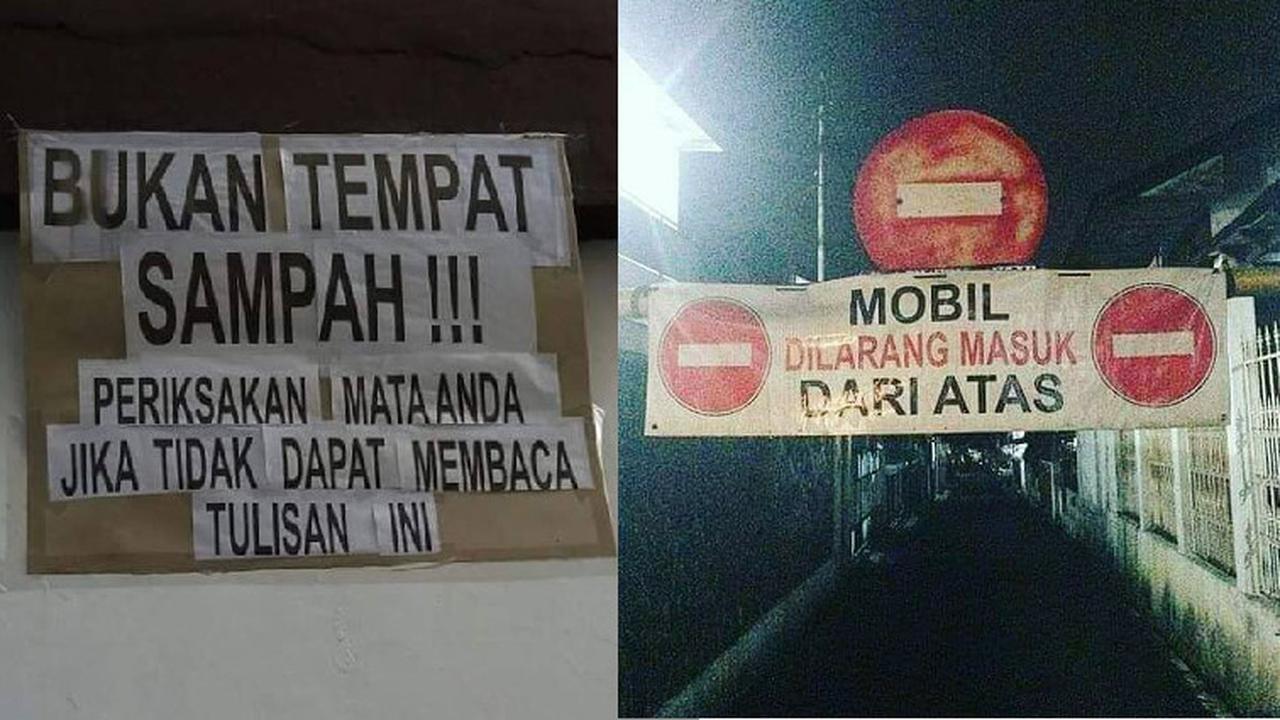 BUKAN TEMPAT
SAMPAH !!!
PERIKSAKAN MATA ANDA
JIKA TIDAK DAPAT MEMBACA
TULISAN INI
MOBIL
DILARANG MASUK
DARI ATAS